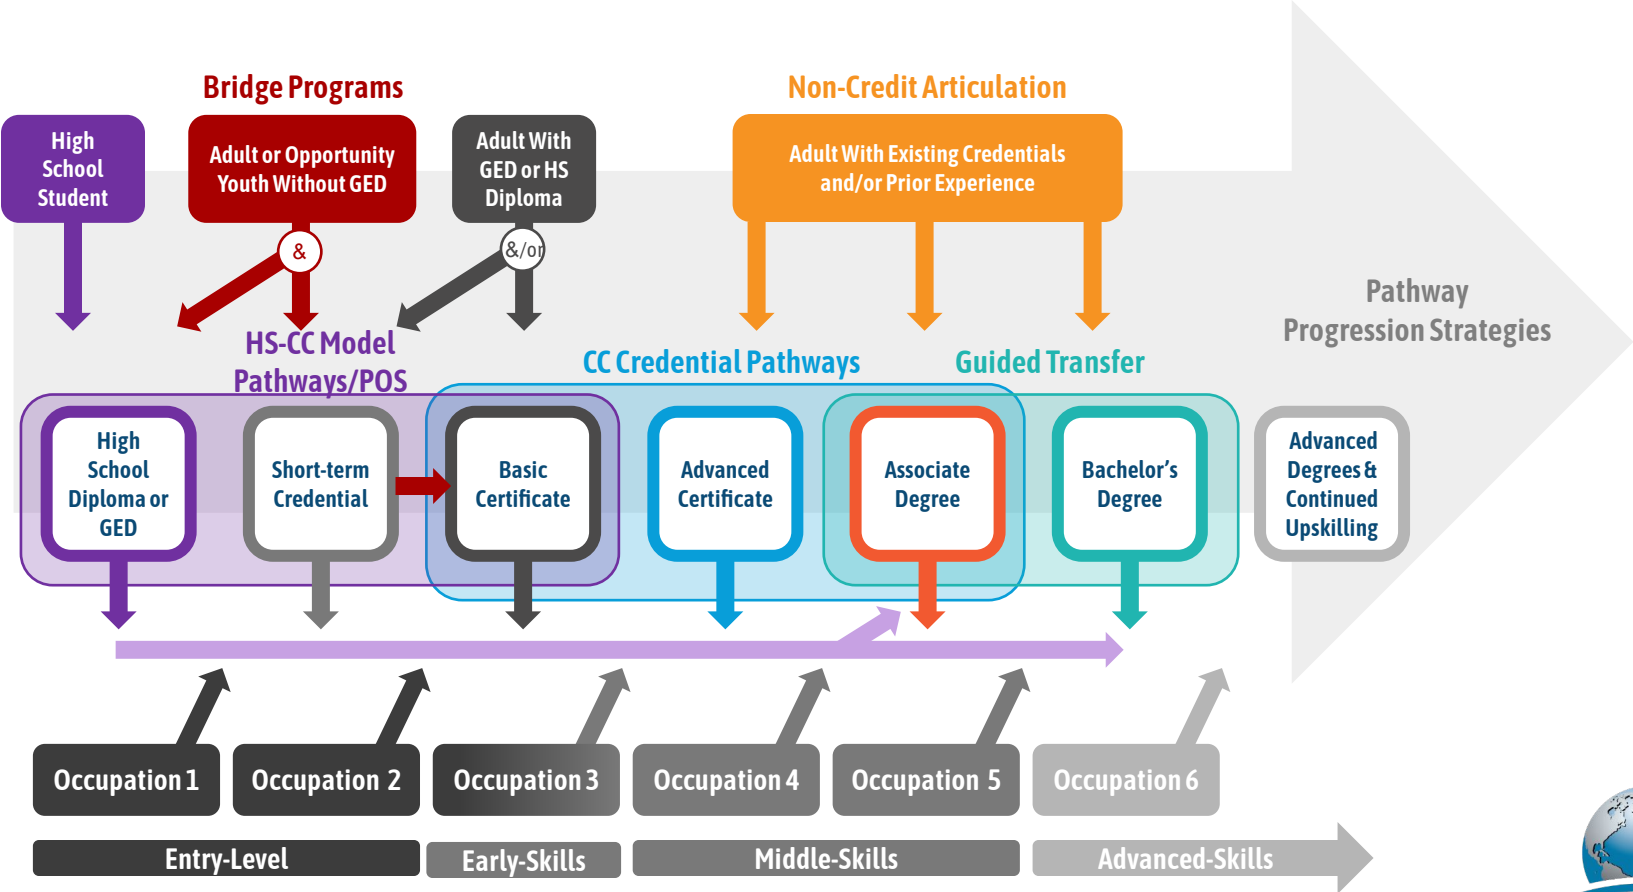 Bridge Programs
Non-Credit Articulation
High
School
Student
Adult or Opportunity
Youth Without GED
Adult With
GED or HS
Diploma
Adult With Existing Credentials
and/or Prior Experience
&
&/or
Pathway
Progression Strategies
HS-CC Model
Pathways/POS
CC Credential Pathways
Guided Transfer
High
School
Diploma or
GED
Short-term
Credential
Basic
Certificate
Advanced
Certificate
Associate
Degree
Bachelor's
Degree
Advanced
Degrees &
Continued
Upskilling
Occupation 1
Occupation 2
Occupation 3
Occupation 4
Occupation 5
Occupation 6
Entry-Level
Early-Skills
Middle-Skills
Advanced-Skills